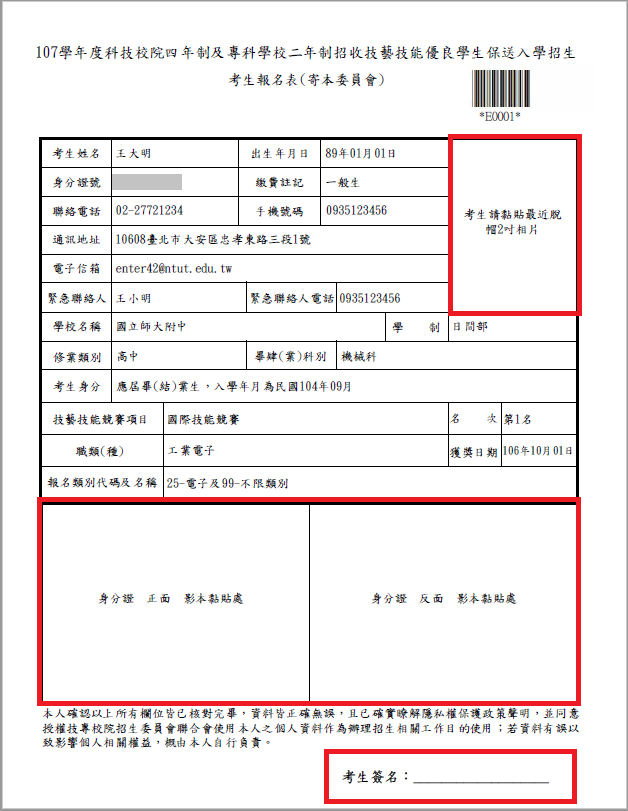 107學年度科技校院四年制及專科學校二年制招收技藝技能優良學生保送入學招生
考生報名表(寄本委員會)
*E0001*
考生姓名 王大明 出生年月日 89年01月01日
身分證號 繳費註記 一般生
聯絡電話 02-27721234 手機號碼 0935123456
考生請黏貼最近脫
帽2吋相片
通訊地址 10608臺北市大安區忠孝東路三段1號
電子信箱 enter42@ntut.edu.tw
緊急聯絡人 王小明 緊急聯絡人電話 0935123456
學校名稱 國立師大附中 學 制 日間部
修業類別 高中 畢肄(業)科別 機械科
考生身分 應屆畢(結)業生，入學年月為民國104年09月
技藝技能競賽項目 國際技能競賽 名 次 第1名
職類(種) 工業電子 獲獎日期 106年10月01日
報名類別代碼及名稱 25-電子及99-不限類別
身分證 正面 影本黏貼處 身分證 反面 影本黏貼處
本人確認以上所有欄位皆已核對完畢，資料皆正確無誤，且已確實瞭解隱私權保護政策聲明，並同意
授權技專校院招生委員會聯合會使用本人之個人資料作為辦理招生相關工作目的使用；若資料有誤以
致影響個人相關權益，概由本人自行負責。
考生簽名：____________________